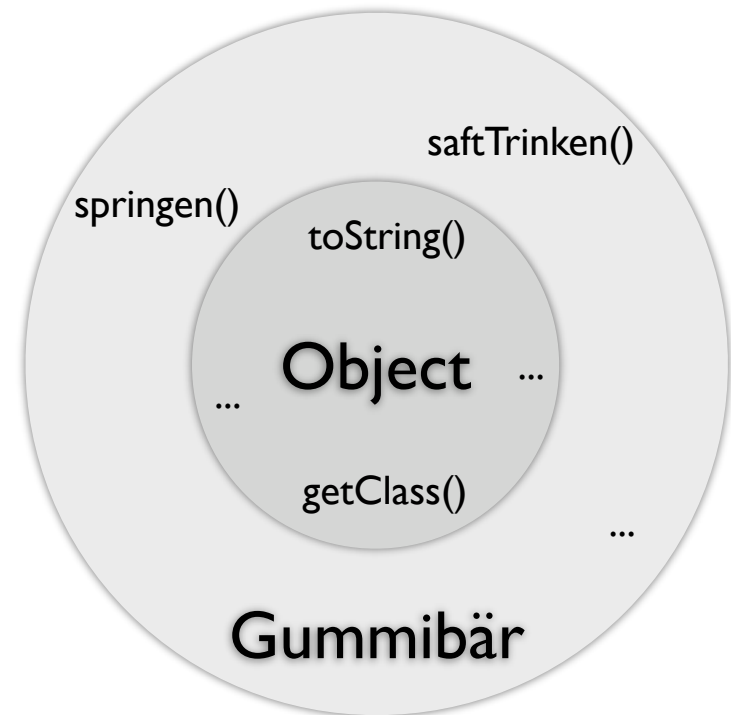 saftTrinken()
springen()
toString()
Object
...
...
getClass()
...
Gummibär